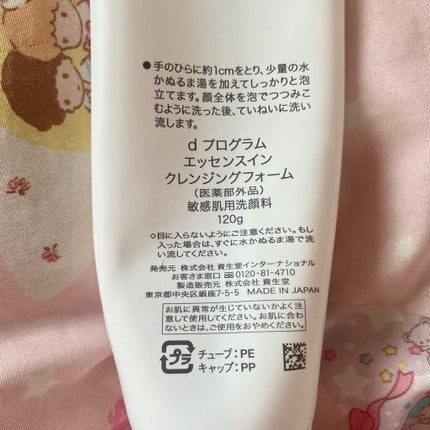 ●手のひらに約1cmをとり、少量の水
かぬるま湯を加えてしっかりと泡
立てます。顔全体を泡でつつみこ
むように洗った後、ていねいに洗い
流します。
d プログラム
エッセンスイン
クレンジングフォーム
(医薬部外品)
敏感肌用洗顔料
120g
◇目に入らないようにご注意ください。もし
入った場合は、すぐに水かぬるま湯で洗
い流してください。
発売元 株式会社 資生堂インターナショナル
お客さま窓口 0120-81-4710
製造販売元 株式会社 資生堂
東京都中央区銀座7-5-5 MADE IN JAPAN
お肌に異常が生じていないかよく注
意して使用してください。お肌に合わ
ないときは、ご使用をおやめください。
プラ
チューブ:PE
キャップ:PP